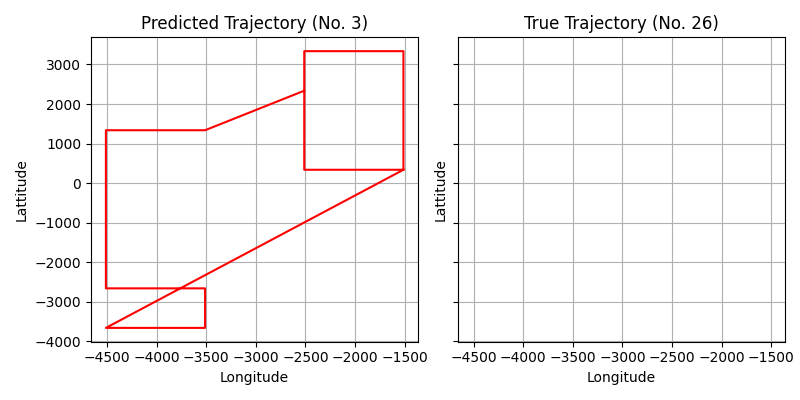 Predicted Trajectory (No. 3)
True Trajectory (No. 26)
Lattitude
3000
2000
1000
0
−1000
−2000
−3000
−4000
−4500 −4000 −3500 −3000 −2500 −2000 −1500
Longitude
Lattitude
−4500 −4000 −3500 −3000 −2500 −2000 −1500
Longitude